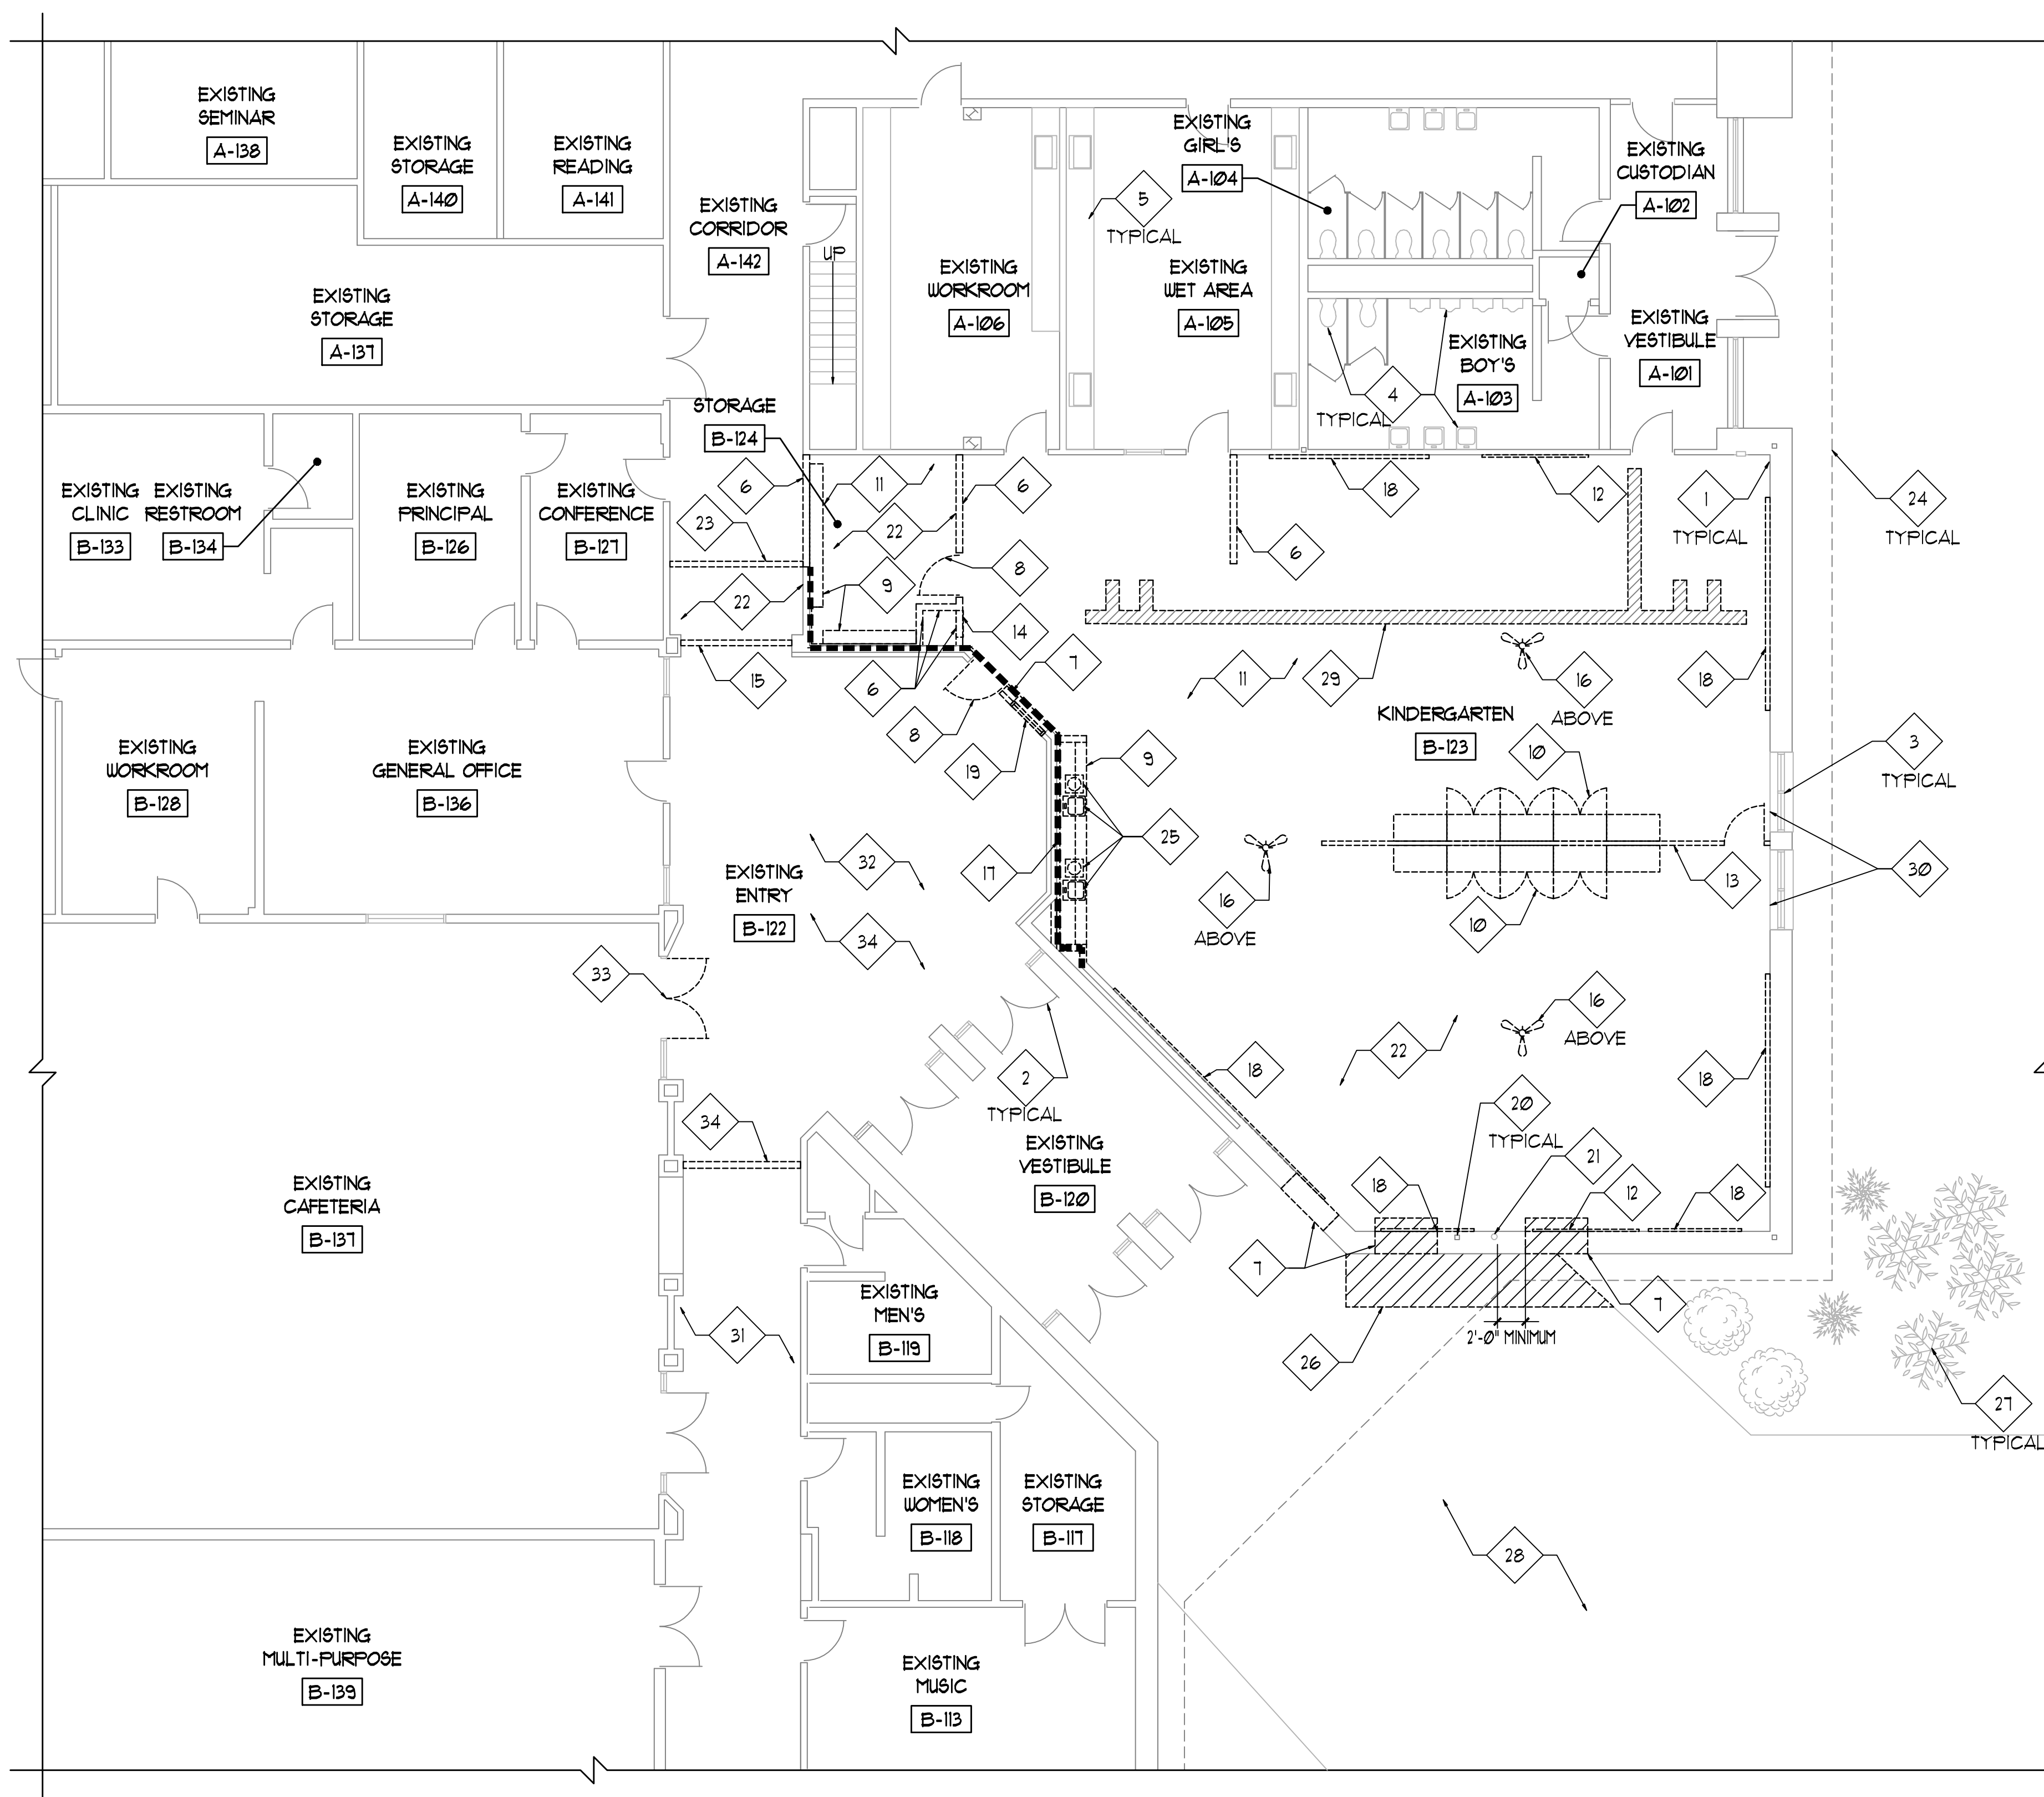 EXISTING
SEMINAR
A-138
EXISTING
STORAGE
A-140
EXISTING
READING
A-141
EXISTING
CORRIDOR
A-142
UP
EXISTING
WORKROOM
A-106
EXISTING
WET AREA
A-105
5
TYPICAL
EXISTING
GIRL'S
A-104
EXISTING
CUSTODIAN
A-102
EXISTING
BOY'S
A-103
4
TYPICAL
EXISTING
VESTIBULE
A-101
EXISTING
STORAGE
A-137
STORAGE
B-124
EXISTING
CLINIC
B-133
EXISTING
RESTROOM
B-134
EXISTING
PRINCIPAL
B-126
EXISTING
CONFERENCE
B-127
6
11
6
23
22
18
12
1
TYPICAL
24
TYPICAL
6
8
9
22
14
7
15
6
8
19
11
29
16
ABOVE
18
KINDERGARTEN
B-123
10
3
TYPICAL
EXISTING
WORKROOM
B-128
EXISTING
GENERAL OFFICE
B-136
9
25
17
32
EXISTING
ENTRY
B-122
34
16
ABOVE
10
13
30
33
16
ABOVE
22
18
18
2
TYPICAL
34
20
TYPICAL
21
EXISTING
VESTIBULE
B-120
18
12
18
EXISTING
CAFETERIA
B-137
7
7
2'-0" MINIMUM
26
31
EXISTING
MEN'S
B-119
27
TYPICAL
EXISTING
WOMEN'S
B-118
EXISTING
STORAGE
B-117
28
EXISTING
MULTI-PURPOSE
B-139
EXISTING
MUSIC
B-113